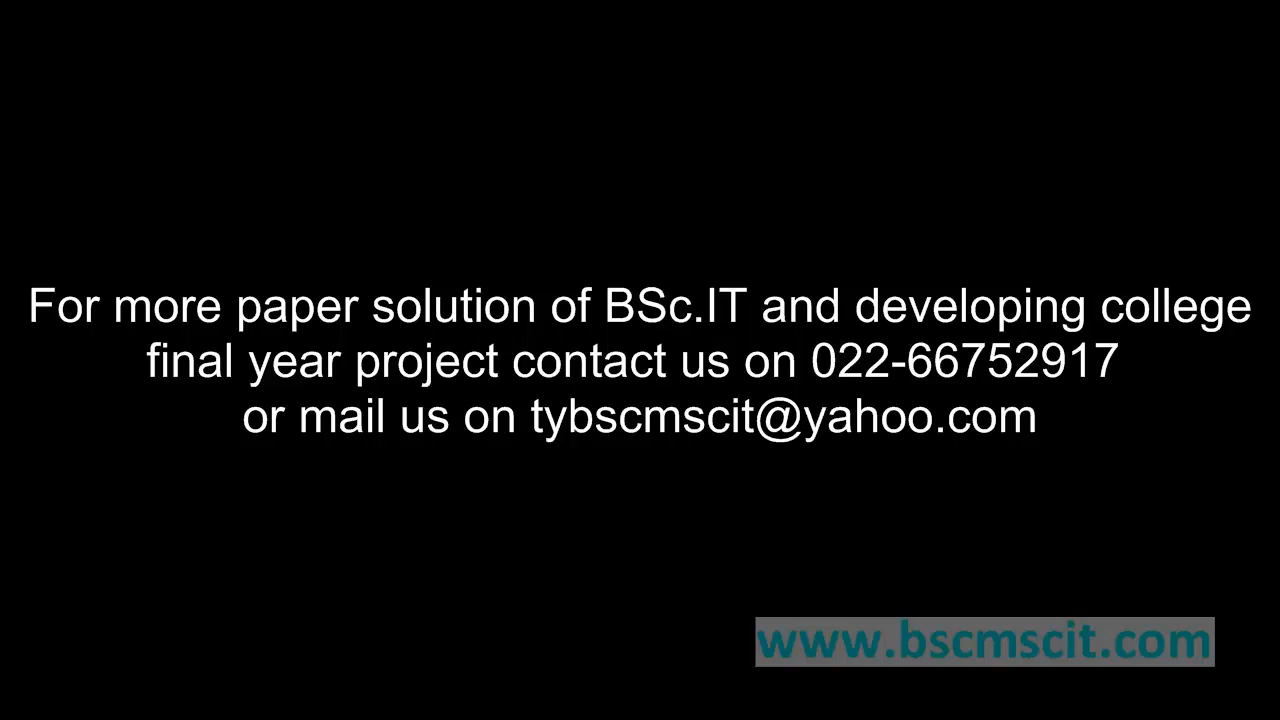 For more paper solution of BSc.IT and developing college
final year project contact us on 022-66752917
or mail us on tybscmscit@yahoo.com
www.bscmscit.com